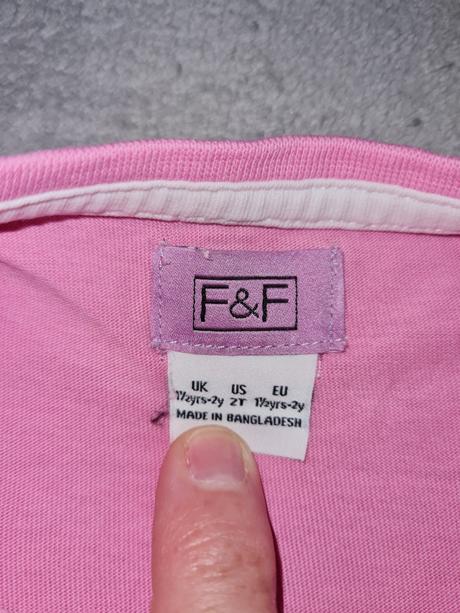 F&F
UK US EU
1½yrs-2y 2T 1½yrs-2y
MADE IN BANGLADESH